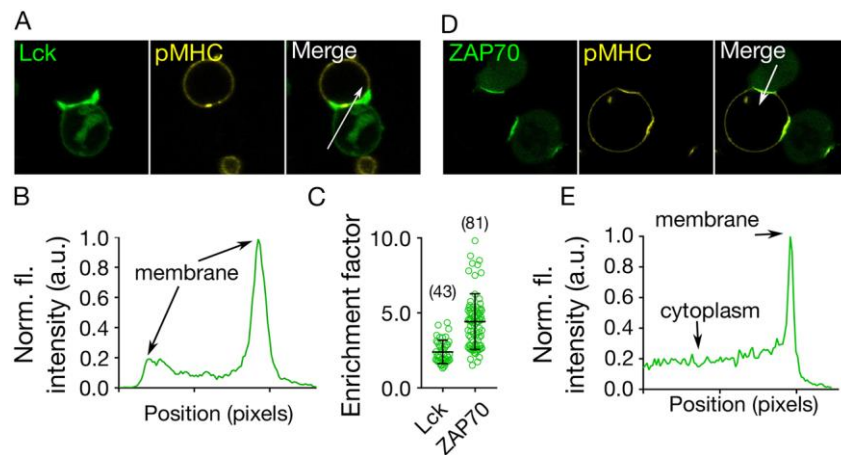 A
Lck
pMHC
Merge
D
ZAP70
pMHC
Merge
B
Norm. fl.
intensity (a.u.)
1.0
0.8
0.6
0.4
0.2
0.0
membrane
Position (pixels)
C
Enrichment factor
10.0
5.0
0.0
(43)
(81)
Lck
ZAP70
E
Norm. fl.
intensity (a.u.)
1.0
0.8
0.6
0.4
0.2
0.0
membrane
cytoplasm
Position (pixels)